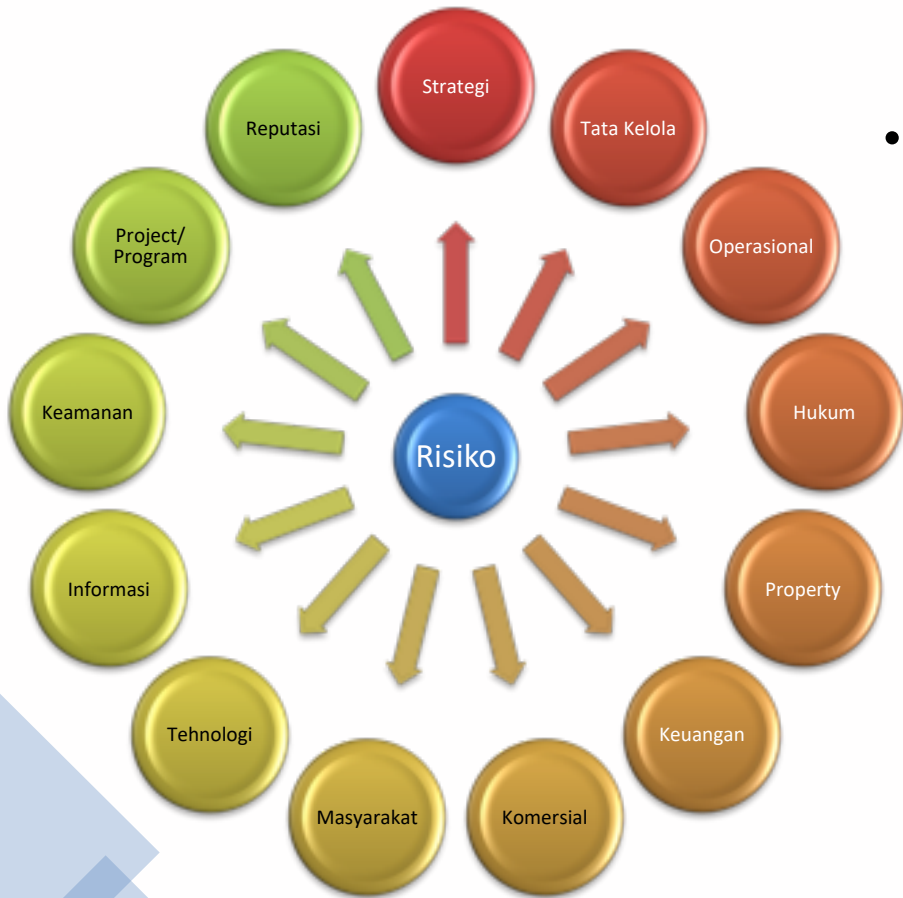 Strategi
Tata Kelola
•
Operasional
Hukum
Property
Keuangan
Komersial
Masyarakat
Tehnologi
Informasi
Keamanan
Project/
Program
Reputasi
Risiko